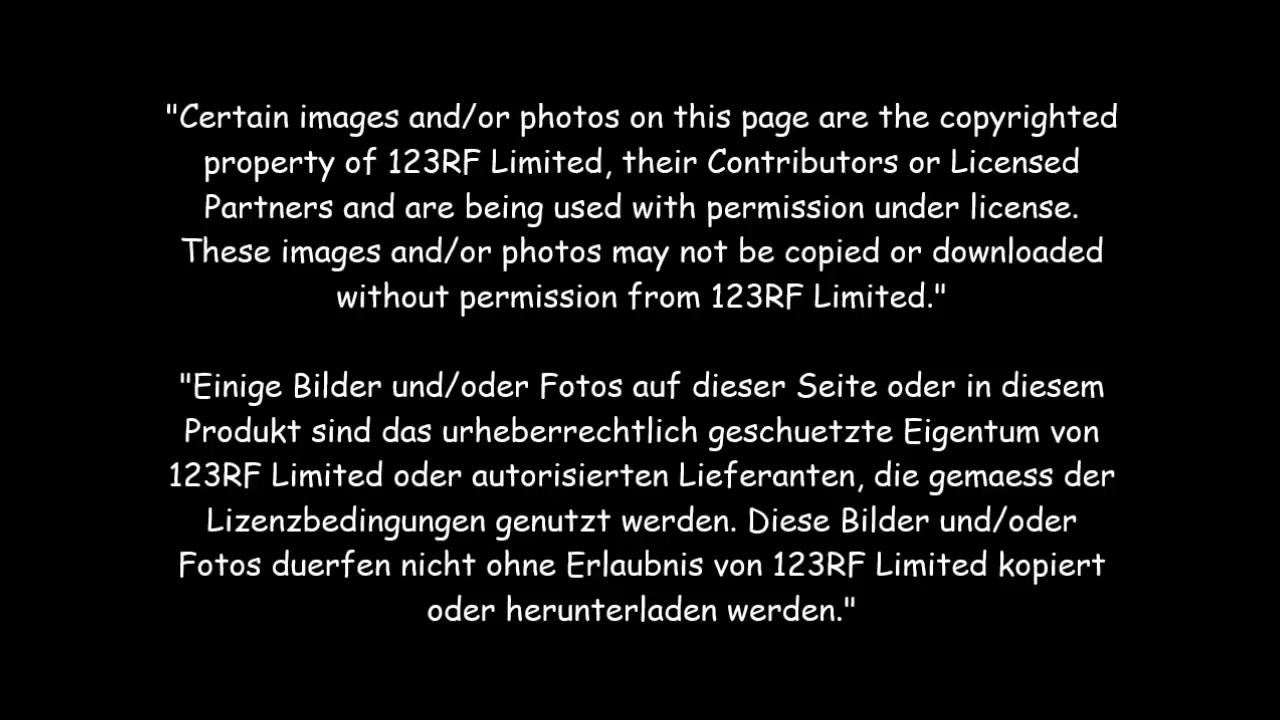 "Certain images and/or photos on this page are the copyrighted
property of 123RF Limited, their Contributors or Licensed
Partners and are being used with permission under license.
These images and/or photos may not be copied or downloaded
without permission from 123RF Limited."
"Einige Bilder und/oder Fotos auf dieser Seite oder in diesem
Produkt sind das urheberrechtlich geschuetzte Eigentum von
123RF Limited oder autorisierten Lieferanten, die gemaess der
Lizenzbedingungen genutzt werden. Diese Bilder und/oder
Fotos duerfen nicht ohne Erlaubnis von 123RF Limited kopiert
oder herunterladen werden."